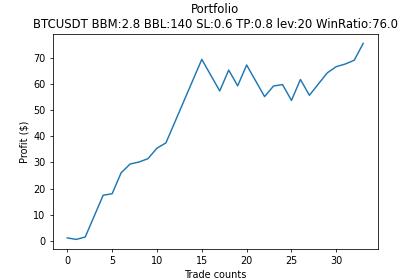 Portfolio
BTCUSDT BBM:2.8 BBL:140 SL:0.6 TP:0.8 lev:20 WinRatio:76.0
70
60
50
40
30
20
10
0
Profit ($)
0 5 10 15 20 25 30
Trade counts